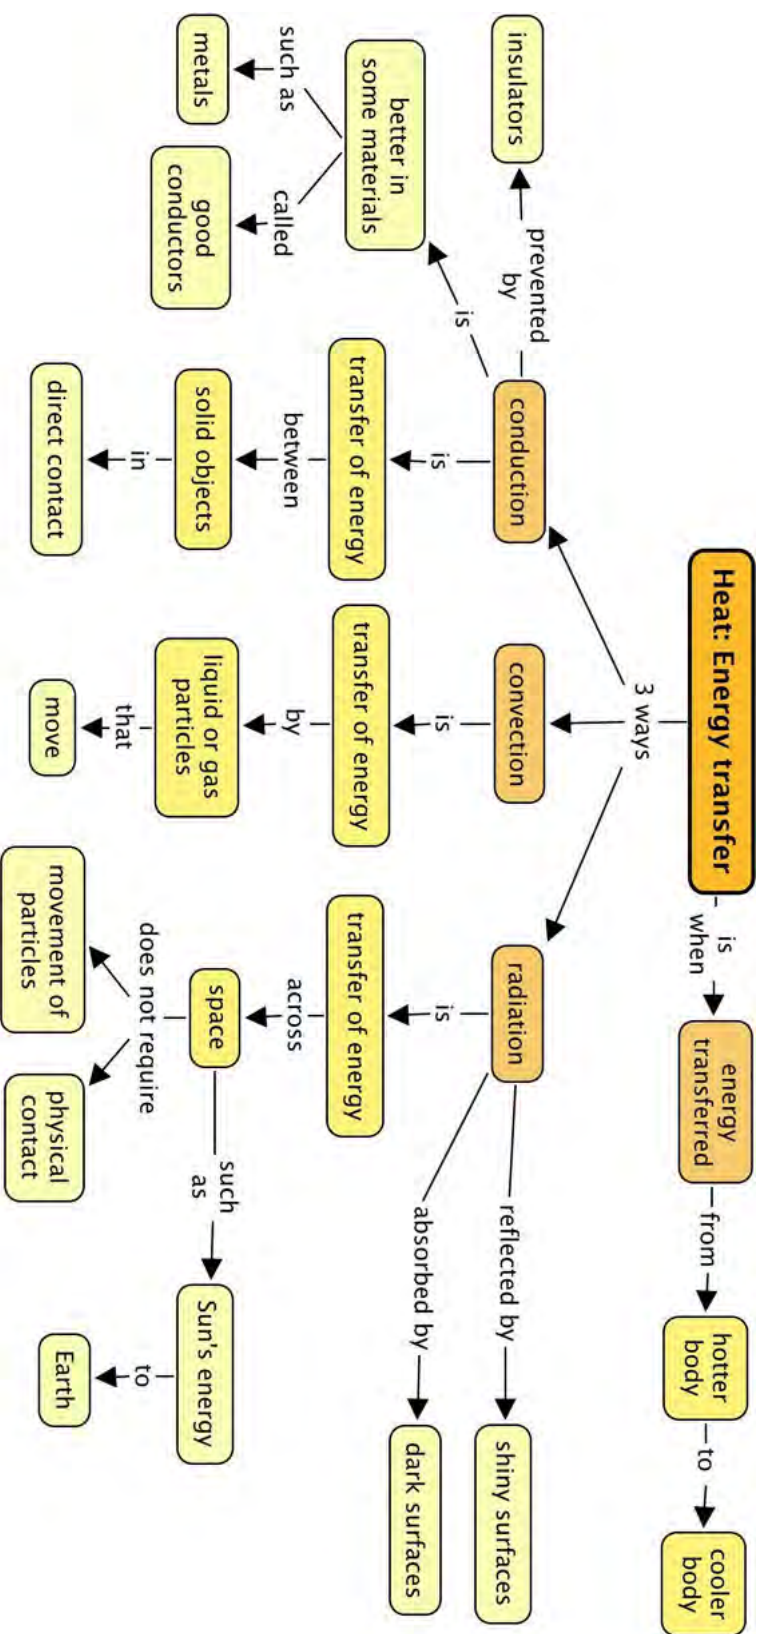 Heat: Energy transfer
is
when
energy
transferred
from
hotter
body
to
cooler
body
3 ways
conduction
convection
radiation
prevented
by
insulators
is
better in
some materials
such as
metals
called
good
conductors
is
transfer of energy
between
solid objects
in
direct contact
is
transfer of energy
by
liquid or gas
particles
that
move
is
transfer of energy
across
space
does not require
movement of
particles
physical
contact
such
as
Sun's energy
to
Earth
reflected by
shiny surfaces
absorbed by
dark surfaces